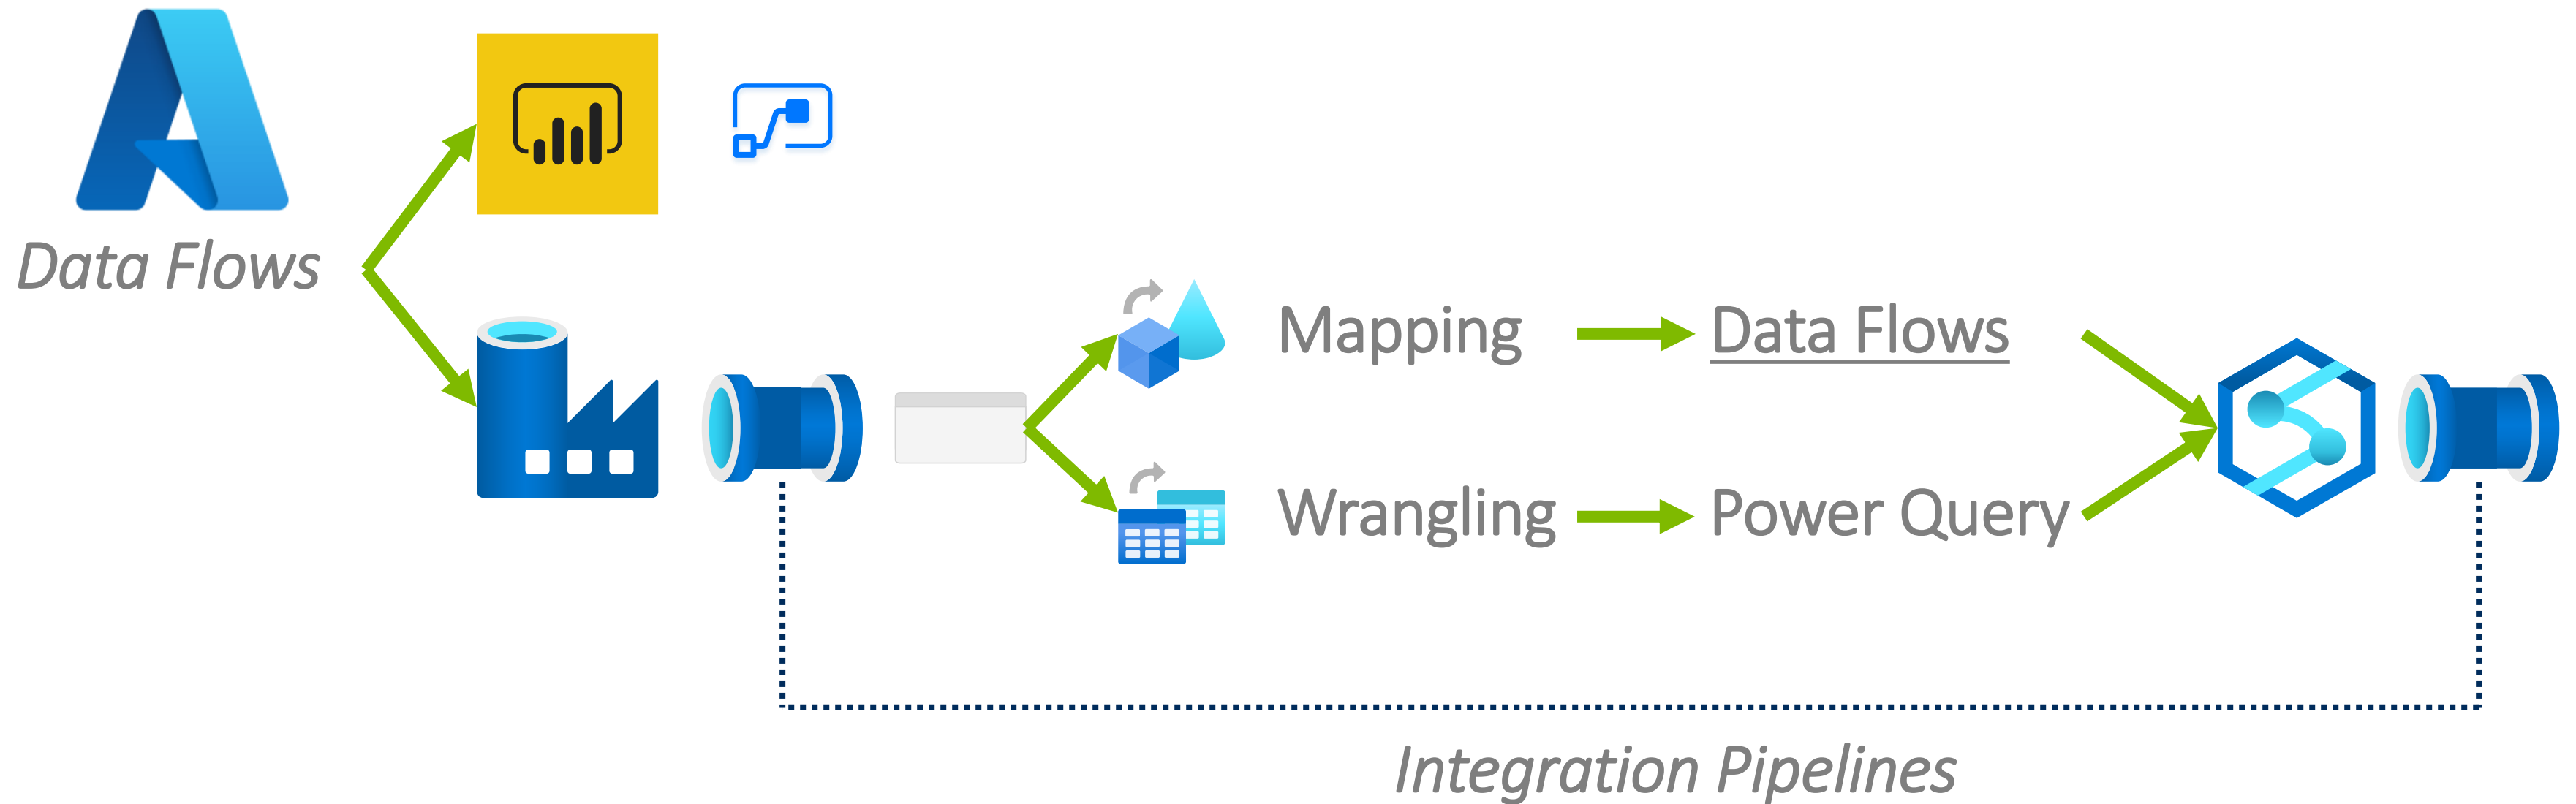 Data Flows
Mapping
Data Flows
Wrangling
Power Query
Integration Pipelines